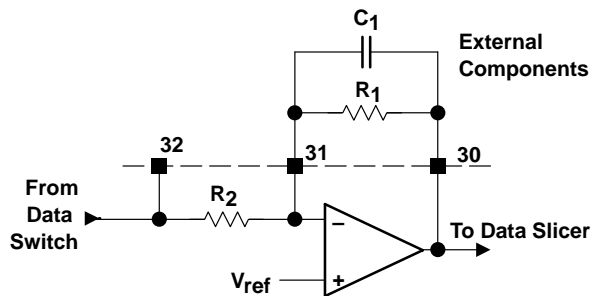 C1
External
Components
R1
32
31
30
From
Data
Switch
R2
−
To Data Slicer
Vref
+